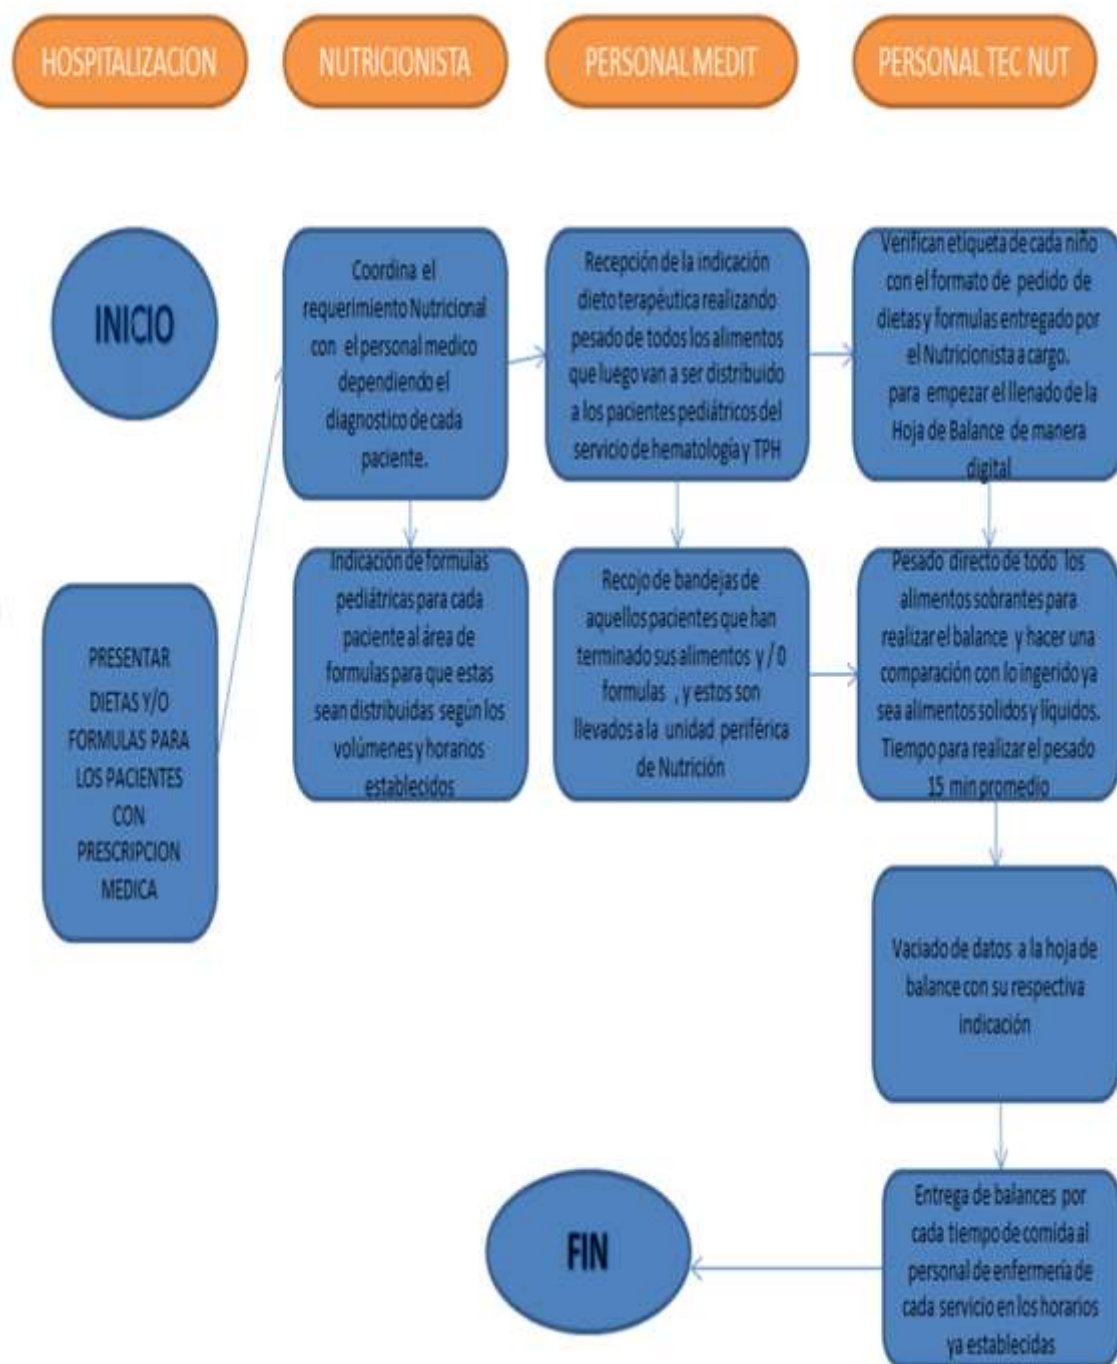 HOSPITALIZACION
NUTRICIONISTA
PERSONAL MEDIT
PERSONAL TEC NUT
INICIO
PRESENTAR
DIETAS Y/O
FORMULAS PARA
LOS PACIENTES
CON
PRESCRIPCION
MEDICA
Coordina el
requerimiento Nutricional
con el personal medico
dependiendo el
diagnostico de cada
paciente.
Indicación de formulas
pediátricas para cada
paciente al área de
formulas para que estas
sean distribuidas según los
volúmenes y horarios
establecidos
Recepción de la indicación
dieto terapéutica realizando
pesado de todos los alimentos
que luego van a ser distribuido
a los pacientes pediátricos del
servicio de hematología y TPH
Recojo de bandejas de
aquellos pacientes que han
terminado sus alimentos y / 0
formulas , y estos son
llevados a la unidad periférica
de Nutrición
Verifican etiqueta de cada niño
con el formato de pedido de
dietas y formulas entregado por
el Nutricionista a cargo.
para empezar el llenado de la
Hoja de Balance de manera
digital
Pesado directo de todo los
alimentos sobrantes para
realizar el balance y hacer una
comparación con lo ingerido ya
sea alimentos solidos y líquidos.
Tiempo para realizar el pesado
15 min promedio
Vaciado de datos a la hoja de
balance con su respectiva
indicación
Entrega de balances por
cada tiempo de comida al
personal de enfermería de
cada servicio en los horarios
ya establecidas
FIN